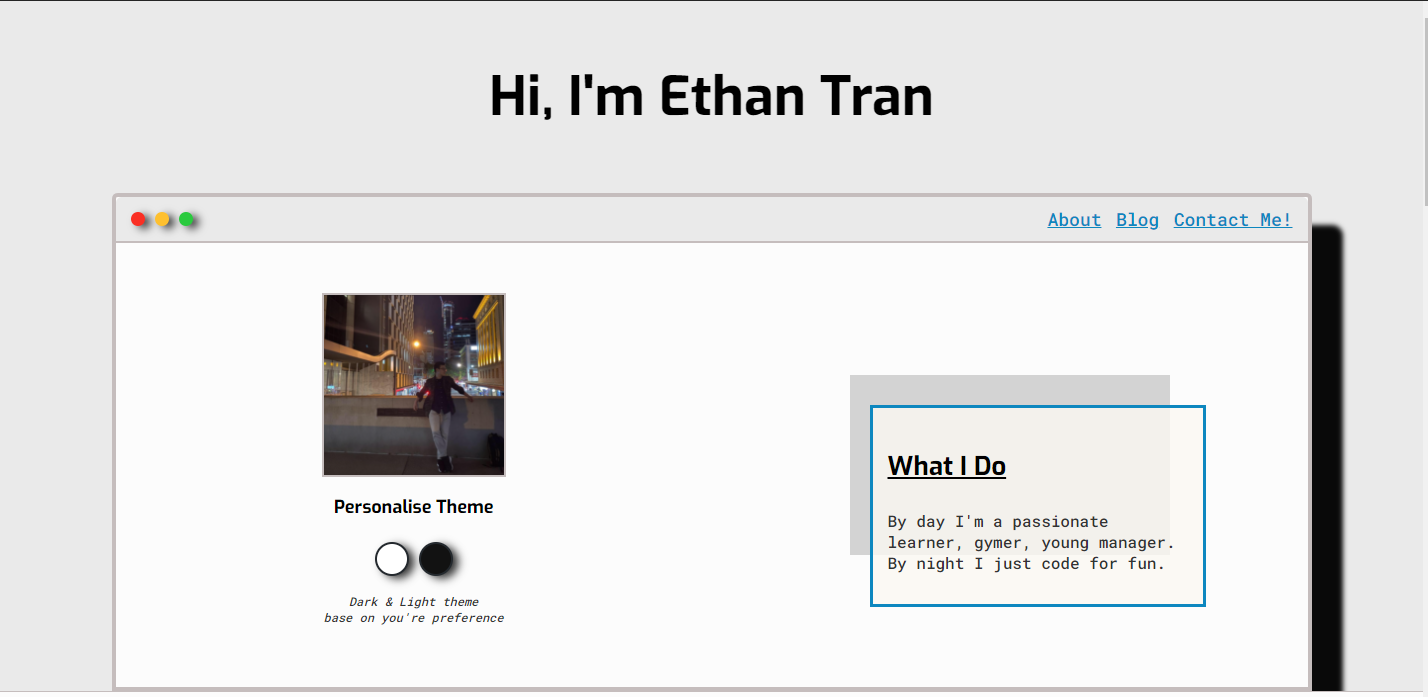 Hi, I'm Ethan Tran
About Blog Contact Me!
Personalise Theme
Dark & Light theme
base on you're preference
What I Do
By day I'm a passionate
learner, gymer, young manager.
By night I just code for fun.